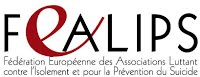 FEALIPS
Fédération Européenne des Associations Luttant
contre l'Isolement et pour la Prévention du Suicide